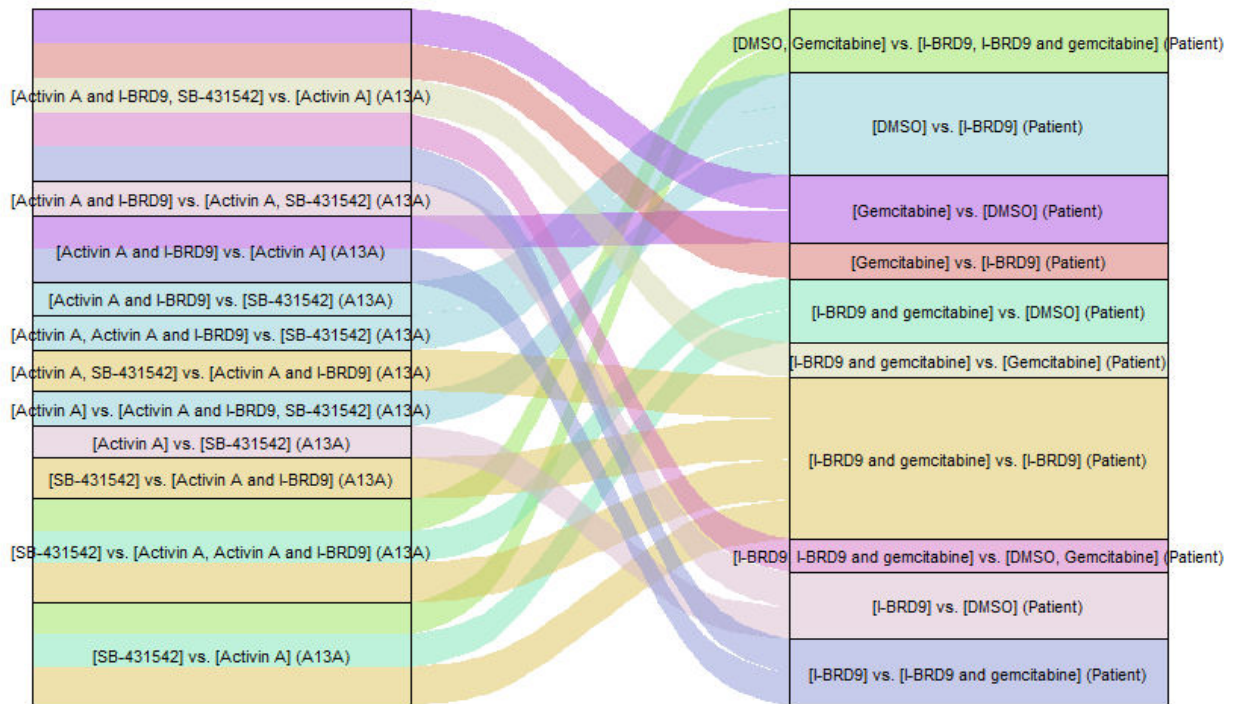 [Activin A and I-BRD9, SB-431542] vs. [Activin A] (A13A)
[Activin A and I-BRD9] vs. [Activin A, SB-431542] (A13A)
[Activin A and I-BRD9] vs. [Activin A] (A13A)
[Activin A and I-BRD9] vs. [SB-431542] (A13A)
[Activin A, Activin A and I-BRD9] vs. [SB-431542] (A13A)
[Activin A, SB-431542] vs. [Activin A and I-BRD9] (A13A)
[Activin A] vs. [Activin A and I-BRD9, SB-431542] (A13A)
[Activin A] vs. [SB-431542] (A13A)
[SB-431542] vs. [Activin A and I-BRD9] (A13A)
[SB-431542] vs. [Activin A, Activin A and I-BRD9] (A13A)
[SB-431542] vs. [Activin A] (A13A)
[DMSO, Gemcitabine] vs. [I-BRD9, I-BRD9 and gemcitabine] (Patient)
[DMSO] vs. [I-BRD9] (Patient)
[Gemcitabine] vs. [DMSO] (Patient)
[Gemcitabine] vs. [I-BRD9] (Patient)
[I-BRD9 and gemcitabine] vs. [DMSO] (Patient)
[I-BRD9 and gemcitabine] vs. [Gemcitabine] (Patient)
[I-BRD9 and gemcitabine] vs. [I-BRD9] (Patient)
[I-BRD9, I-BRD9 and gemcitabine] vs. [DMSO, Gemcitabine] (Patient)
[I-BRD9] vs. [DMSO] (Patient)
[I-BRD9] vs. [I-BRD9 and gemcitabine] (Patient)